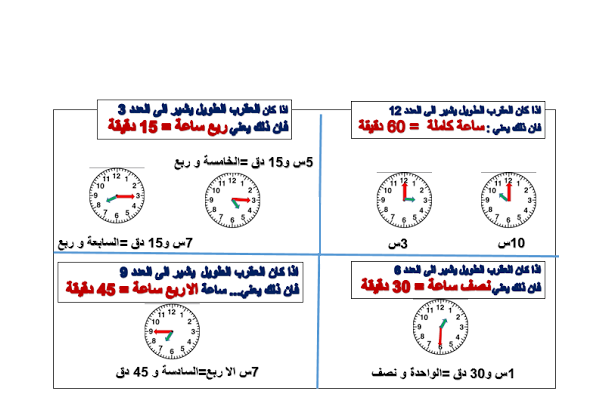 اذا كان العقرب الطويل يشير الى العدد 12
فان ذلك يعني : ساعة كاملة = 60 دقيقة
10س
3س
اذا كان العقرب الطويل يشير الى العدد 3
فان ذلك يعني ربع ساعة = 15 دقيقة
5س و15 دق =الخامسة و ربع
7س و15 دق =السابعة و ربع
اذا كان العقرب الطويل يشير الى العدد 6
فان ذلك يعني نصف ساعة = 30 دقيقة
1س و30 دق =الواحدة و نصف
اذا كان العقرب الطويل يشير الى العدد 9
فان ذلك يعني... ساعة الاربع ساعة = 45 دقيقة
7س الا ربع=السادسة و 45 دق